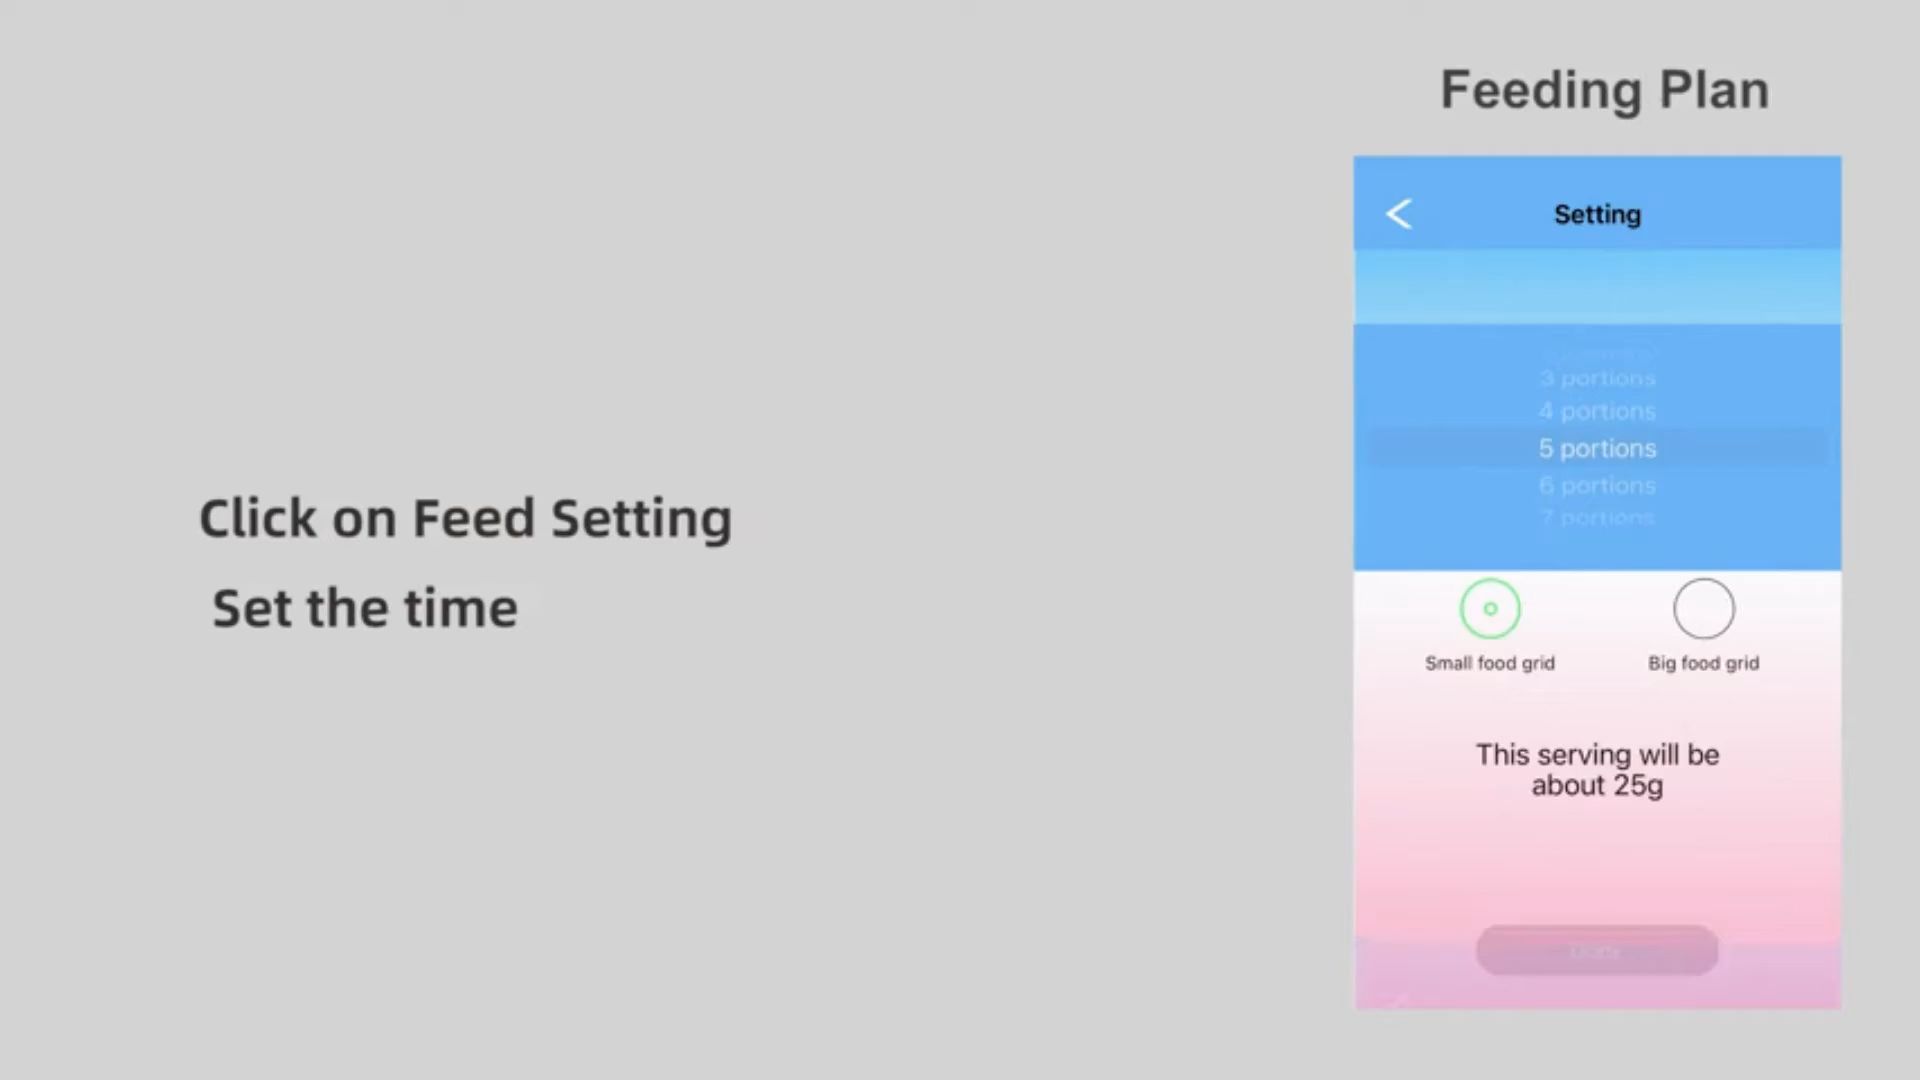 Feeding Plan
Setting
3 portions
4 portions
5 portions
6 portions
7 portions
Click on Feed Setting
Set the time
Small food grid
Big food grid
This serving will be
about 25g